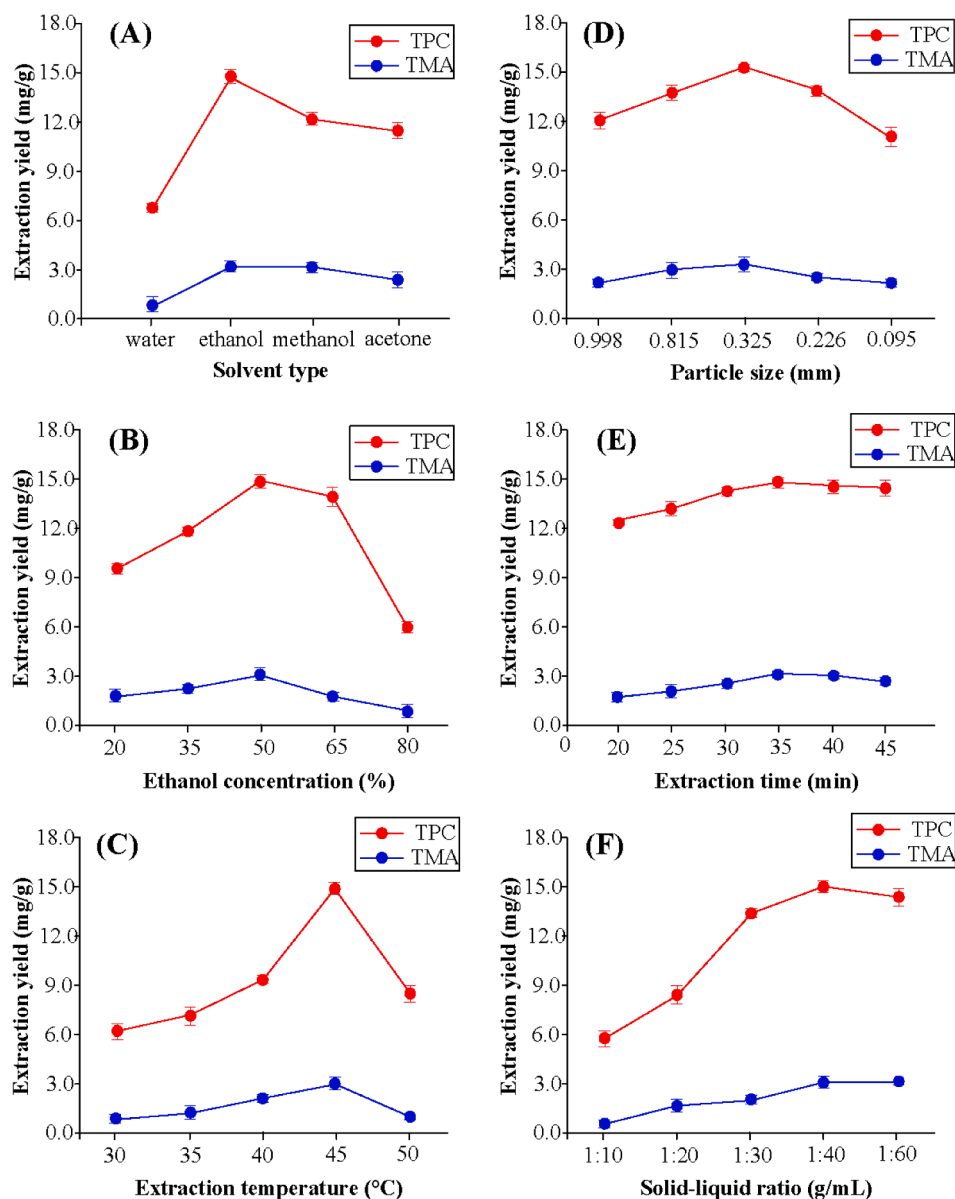 (A)
TPC
TMA
Extraction yield (mg/g)
18.0
15.0
12.0
9.0
6.0
3.0
0.0
water ethanol methanol acetone
Solvent type
(D)
TPC
TMA
Extraction yield (mg/g)
18.0
15.0
12.0
9.0
6.0
3.0
0.0
0.998 0.815 0.325 0.226 0.095
Particle size (mm)
(B)
TPC
TMA
Extraction yield (mg/g)
18.0
15.0
12.0
9.0
6.0
3.0
0.0
20 35 50 65 80
Ethanol concentration (%)
(E)
TPC
TMA
Extraction yield (mg/g)
18.0
15.0
12.0
9.0
6.0
3.0
0.0
0 20 25 30 35 40 45
Extraction time (min)
(C)
TPC
TMA
Extraction yield (mg/g)
18.0
15.0
12.0
9.0
6.0
3.0
0.0
30 35 40 45 50
Extraction temperature (°C)
(F)
TPC
TMA
Extraction yield (mg/g)
18.0
15.0
12.0
9.0
6.0
3.0
0.0
1:10 1:20 1:30 1:40 1:60
Solid-liquid ratio (g/mL)